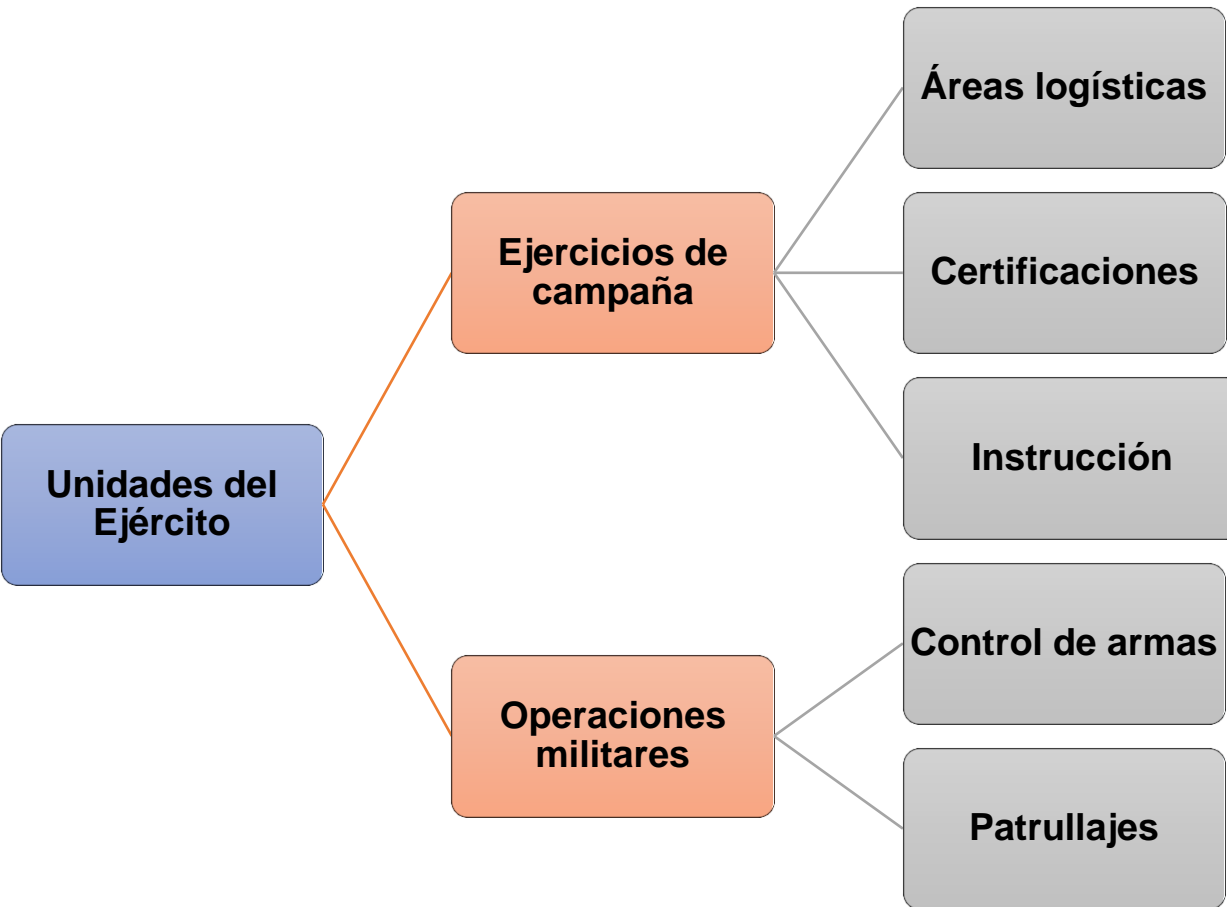 Unidades del
Ejército
Ejercicios de
campaña
Áreas logísticas
Certificaciones
Instrucción
Operaciones
militares
Control de armas
Patrullajes